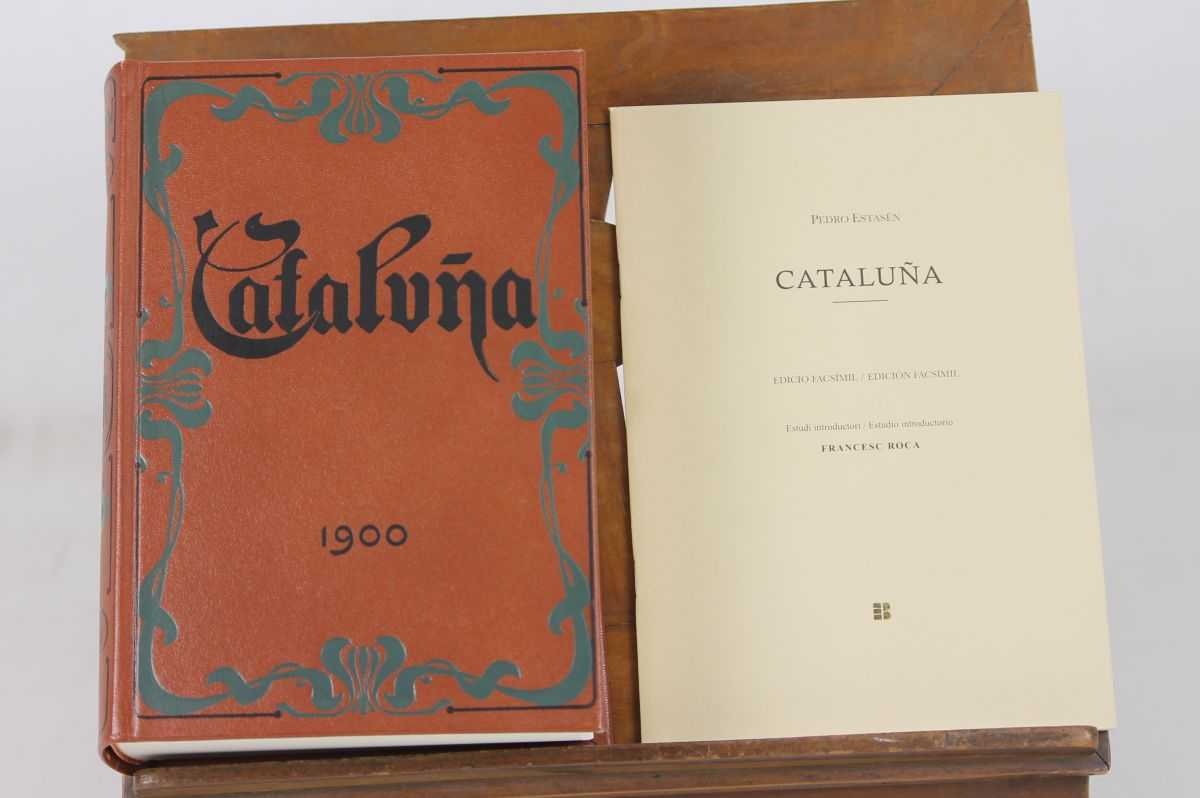 Cataluña
1900
PEDRO ESTASÉN
CATALUÑA
EDICIÓ FACSÍMIL / EDICIÓN FACSÍMIL
Estudi introductori / Estudio introductorio
FRANCESC ROCA